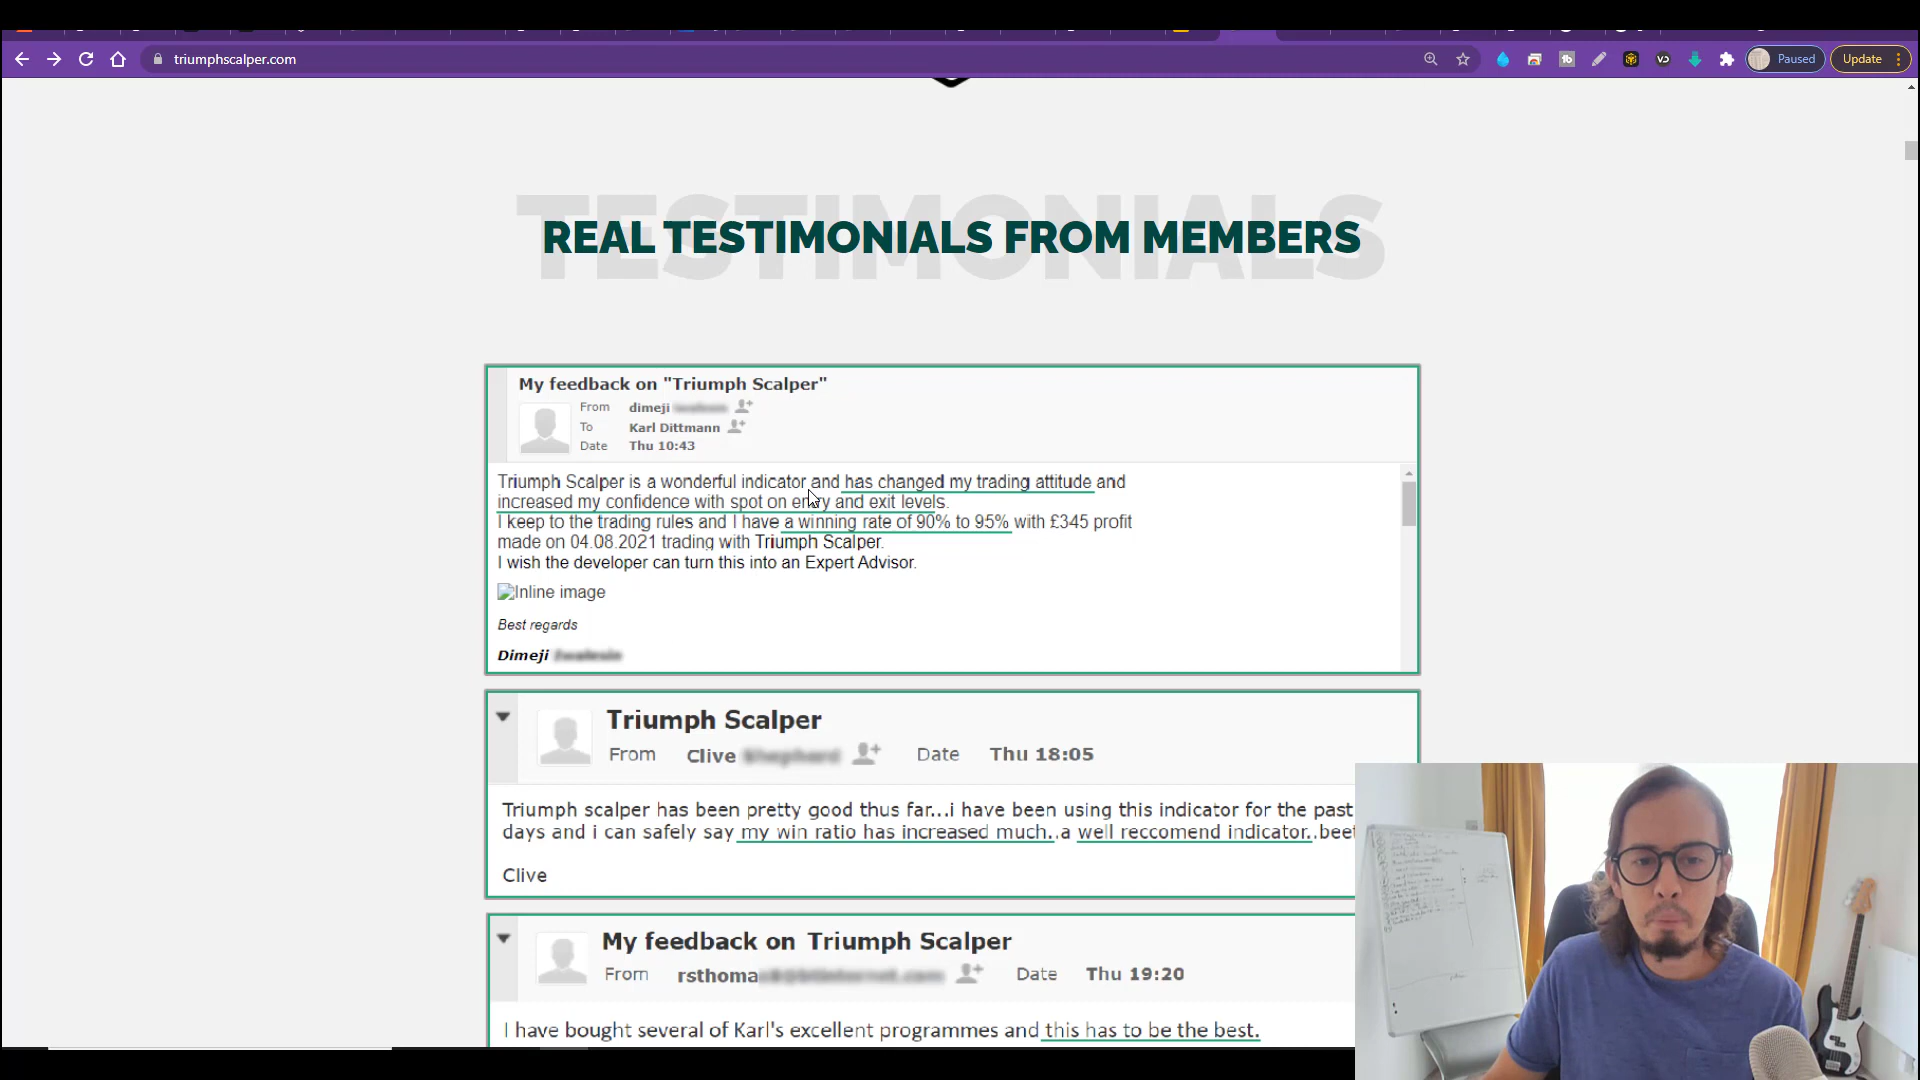 triumphscalper.com
Paused
Update
TESTIMONIALS
REAL TESTIMONIALS FROM MEMBERS
My feedback on "Triumph Scalper"
From dimeji
To Karl Dittmann
Date Thu 10:43
Triumph Scalper is a wonderful indicator and has changed my trading attitude and
increased my confidence with spot on entry and exit levels.
I keep to the trading rules and I have a winning rate of 90% to 95% with £345 profit
made on 04.08.2021 trading with Triumph Scalper.
I wish the developer can turn this into an Expert Advisor.
Inline image
Best regards
Dimeji
Triumph Scalper
From Clive Date Thu 18:05
Triumph scalper has been pretty good thus far...i have been using this indicator for the past
days and i can safely say my win ratio has increased much..a well reccomend indicator..beet
Clive
My feedback on Triumph Scalper
From rsthoma Date Thu 19:20
I have bought several of Karl's excellent programmes and this has to be the best.